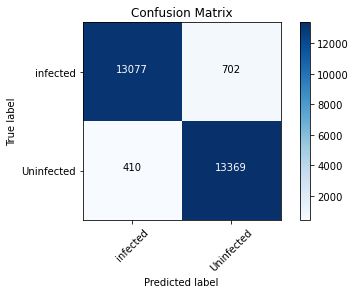 Confusion Matrix
True label
infected
Uninfected
13077
702
410
13369
infected
Uninfected
Predicted label
12000
10000
8000
6000
4000
2000